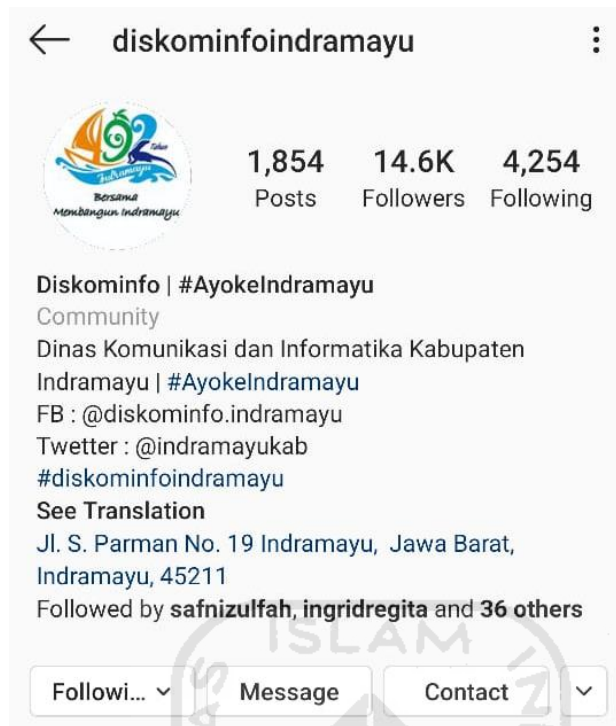 diskominfoindramayu
492
Tahun
Indramayu
Bersama
Membangun Indramayu
1,854 14.6K 4,254
Posts Followers Following
Diskominfo | #AyokeIndramayu
Community
Dinas Komunikasi dan Informatika Kabupaten
Indramayu | #AyokeIndramayu
FB : @diskominfo.indramayu
Twetter : @indramayukab
#diskominfoindramayu
See Translation
Jl. S. Parman No. 19 Indramayu, Jawa Barat,
Indramayu, 45211
Followed by safnizulfah, ingridregita and 36 others
ISLAM
Followi... Message Contact